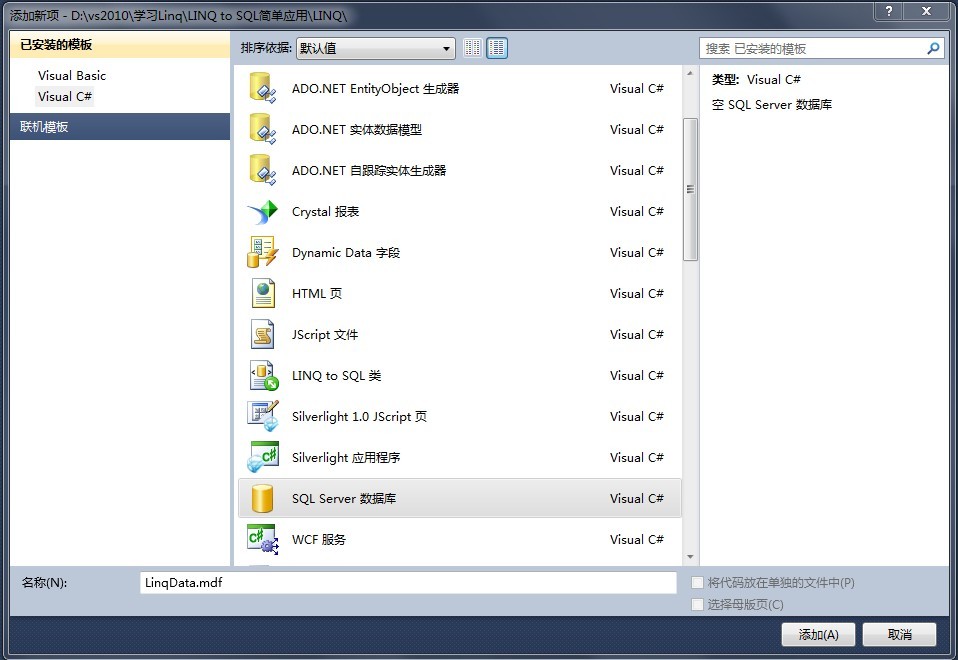 添加新项 - D:\vs2010\学习Linq\LINQ to SQL简单应用\LINQ\
已安装的模板
Visual Basic
Visual C#
联机模板
排序依据: 默认值
搜索 已安装的模板
ADO.NET EntityObject 生成器 Visual C#
ADO.NET 实体数据模型 Visual C#
ADO.NET 自跟踪实体生成器 Visual C#
Crystal 报表 Visual C#
Dynamic Data 字段 Visual C#
HTML 页 Visual C#
JScript 文件 Visual C#
LINQ to SQL 类 Visual C#
Silverlight 1.0 JScript 页 Visual C#
Silverlight 应用程序 Visual C#
SQL Server 数据库 Visual C#
WCF 服务 Visual C#
类型: Visual C#
空 SQL Server 数据库
名称(N): LinqData.mdf
将代码放在单独的文件中(P)
选择母版页(C)
添加(A) 取消